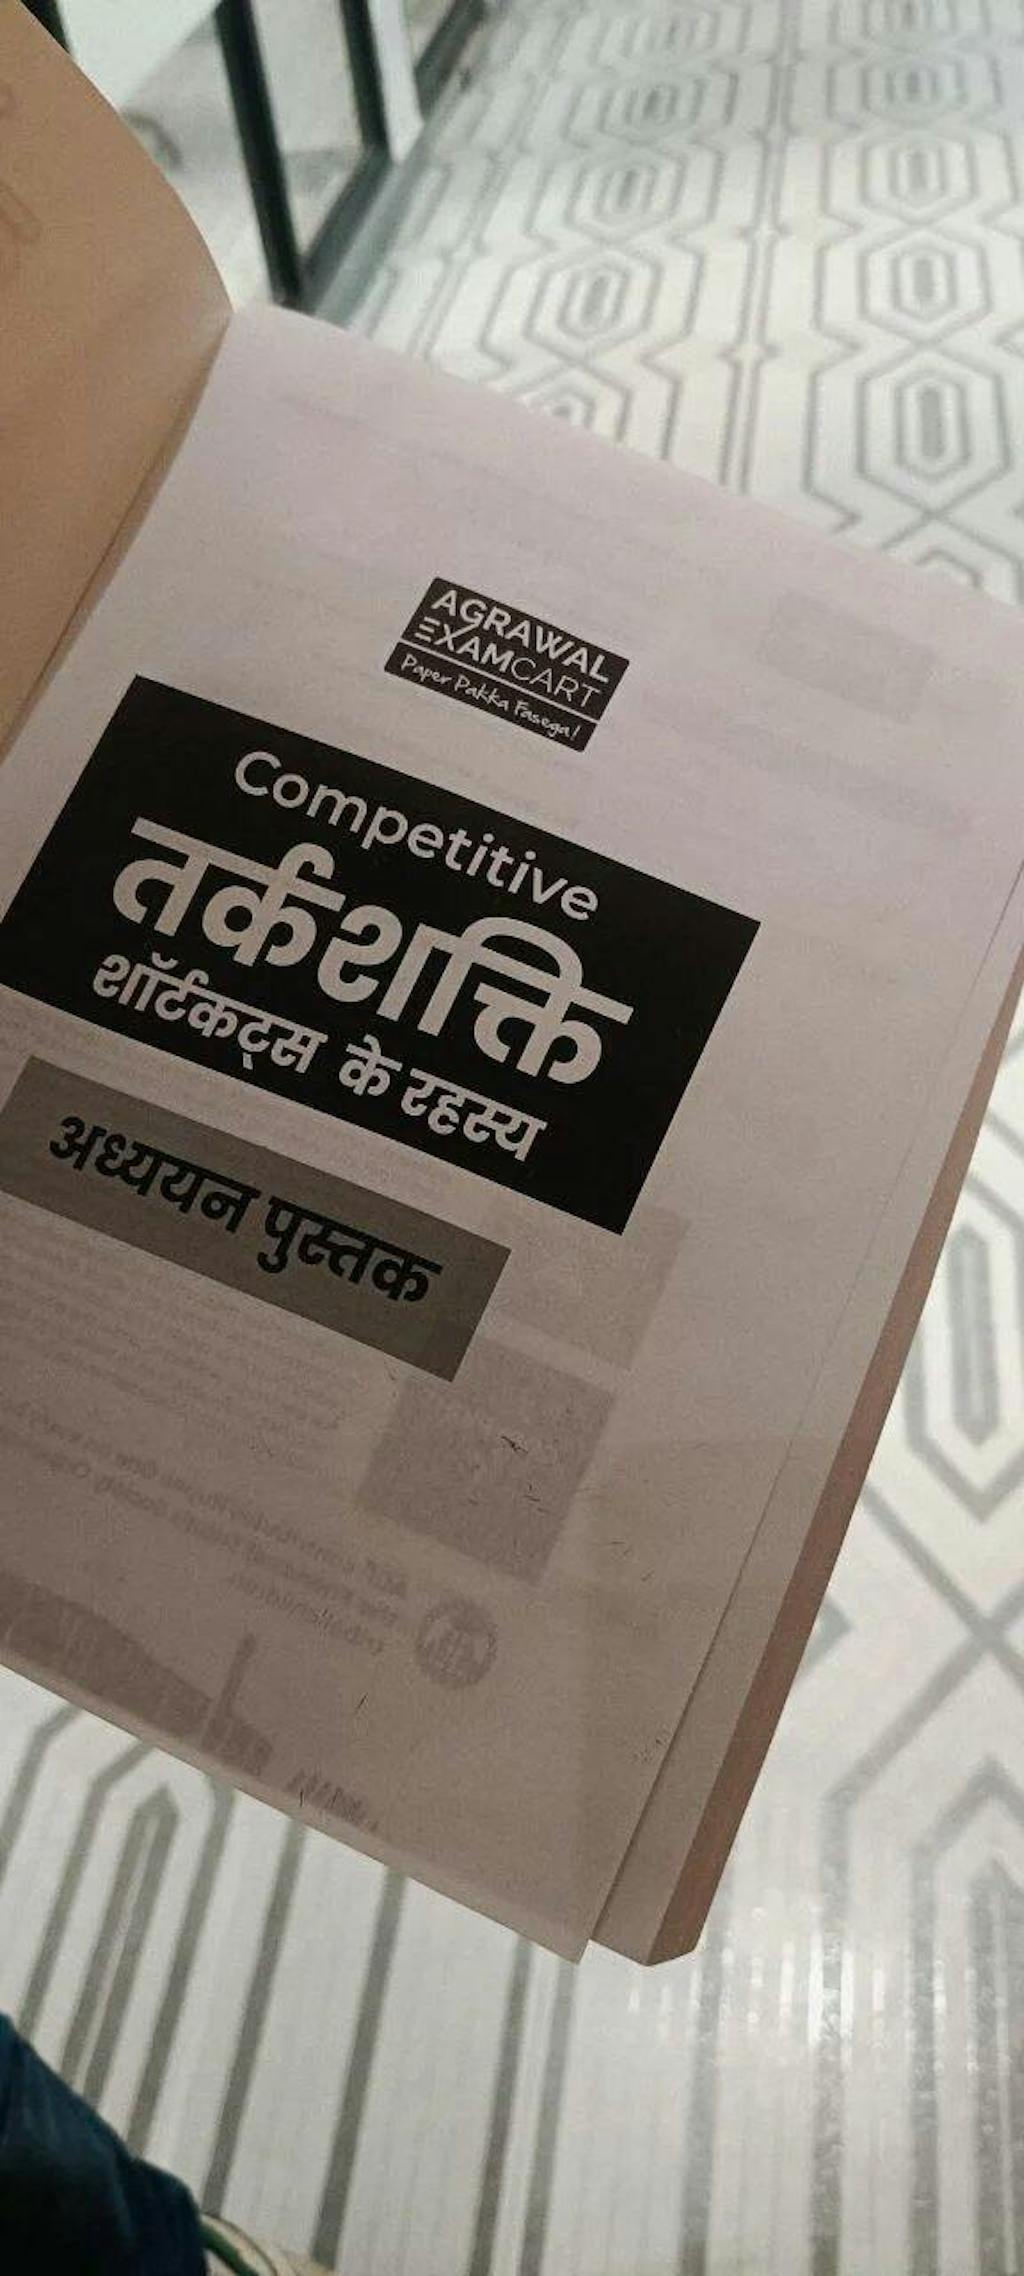 AGRAWAL
EXAMCART
Paper Pakka Fasega!
Competitive
तर्कशक्ति
शॉर्टकट्स के रहस्य
अध्ययन पुस्तक